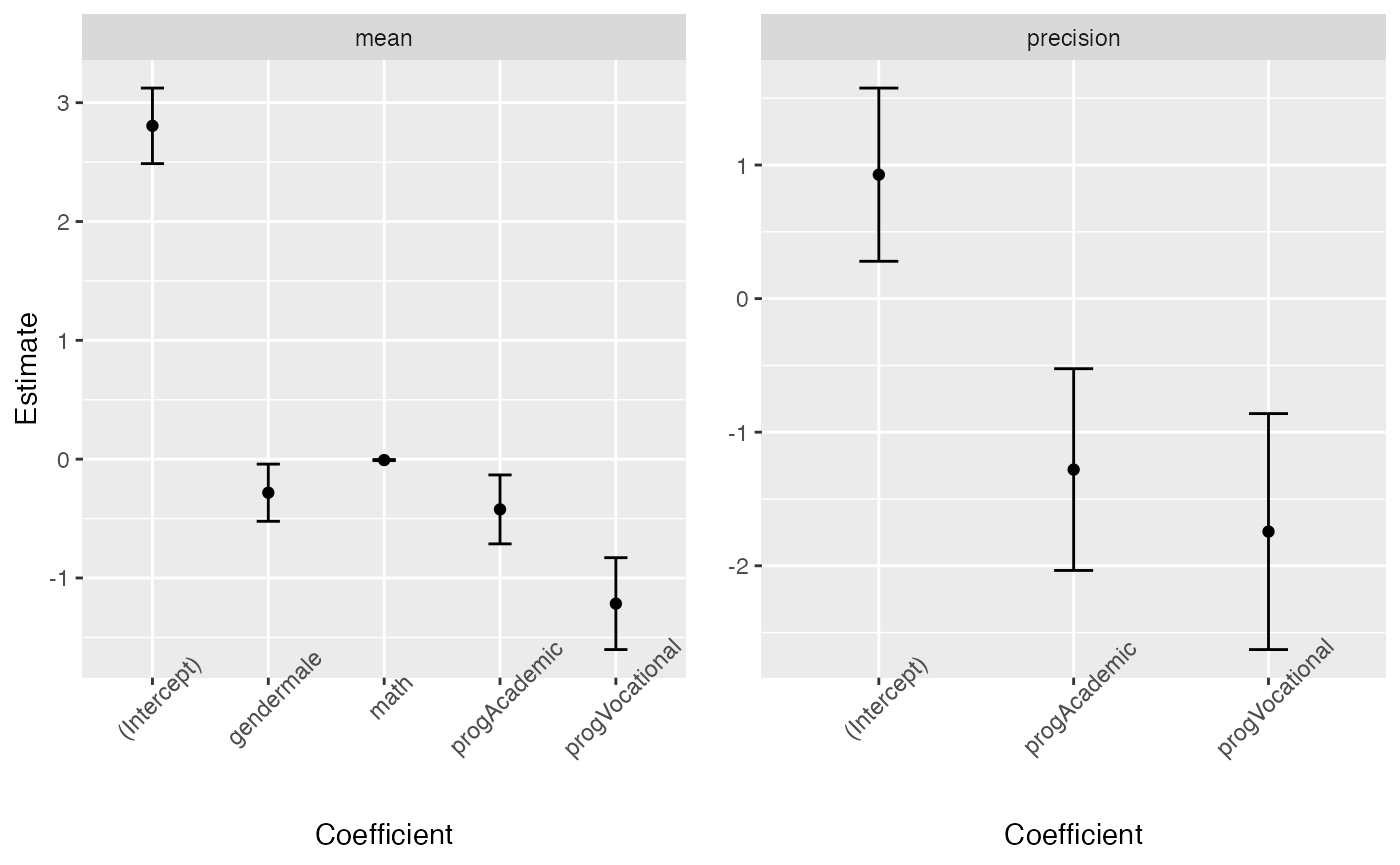 mean
precision
Estimate
3
2
1
0
-1
1
0
-1
-2
(Intercept)
gendermale
math
progAcademic
progVocational
(Intercept)
progAcademic
progVocational
Coefficient
Coefficient